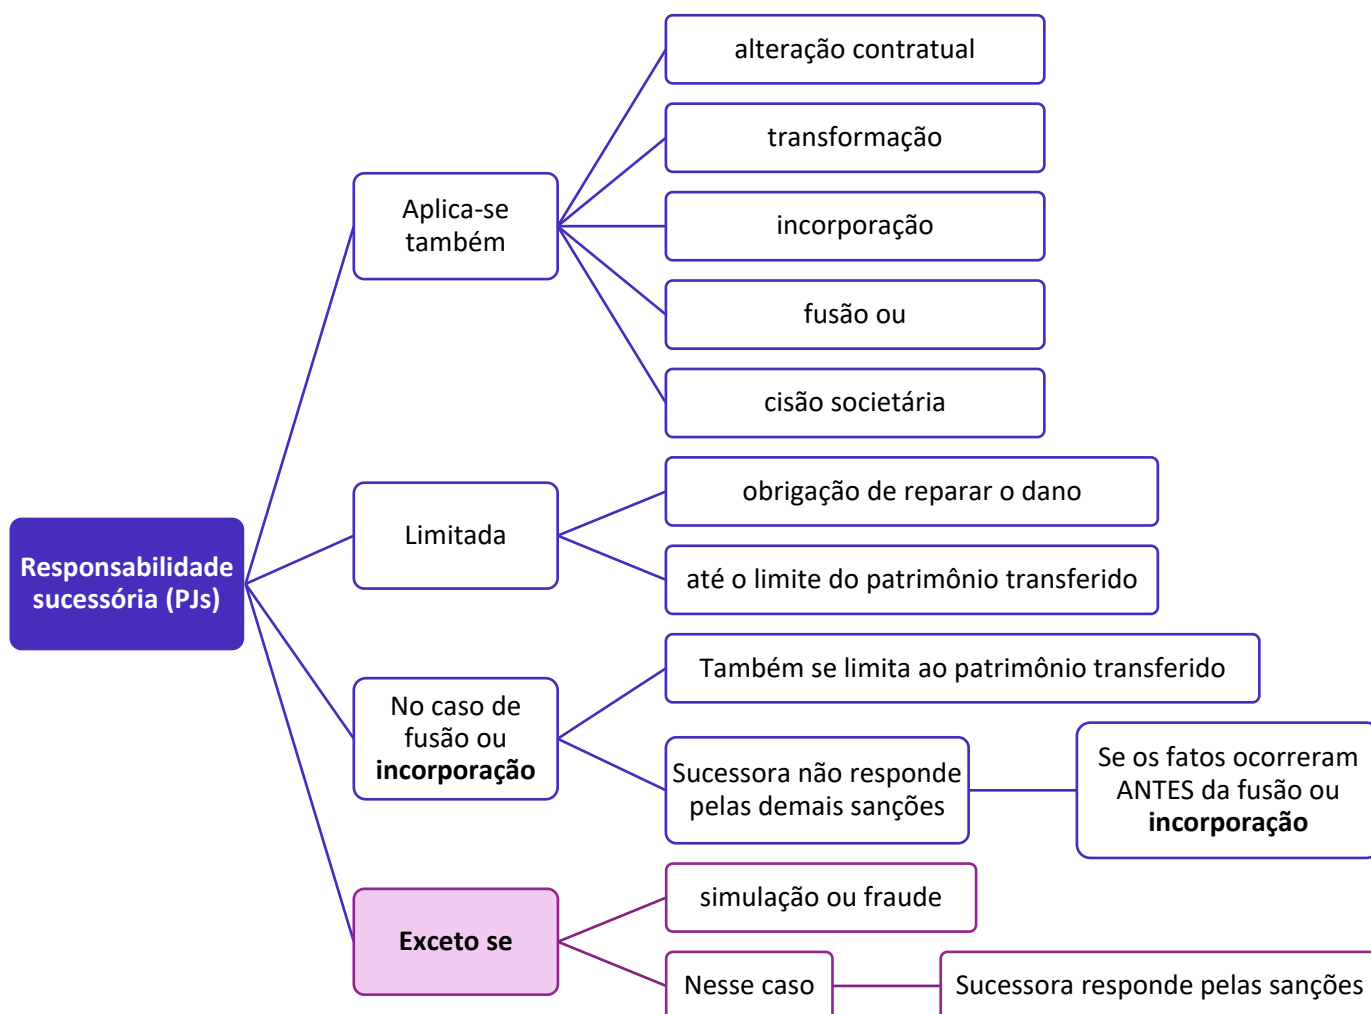 Responsabilidade
sucessória (PJs)
Aplica-se
também
alteração contratual
transformação
incorporação
fusão ou
cisão societária
Limitada
obrigação de reparar o dano
até o limite do patrimônio transferido
No caso de
fusão ou
incorporação
Também se limita ao patrimônio transferido
Sucessora não responde
pelas demais sanções
Se os fatos ocorreram
ANTES da fusão ou
incorporação
Exceto se
simulação ou fraude
Nesse caso
Sucessora responde pelas sanções